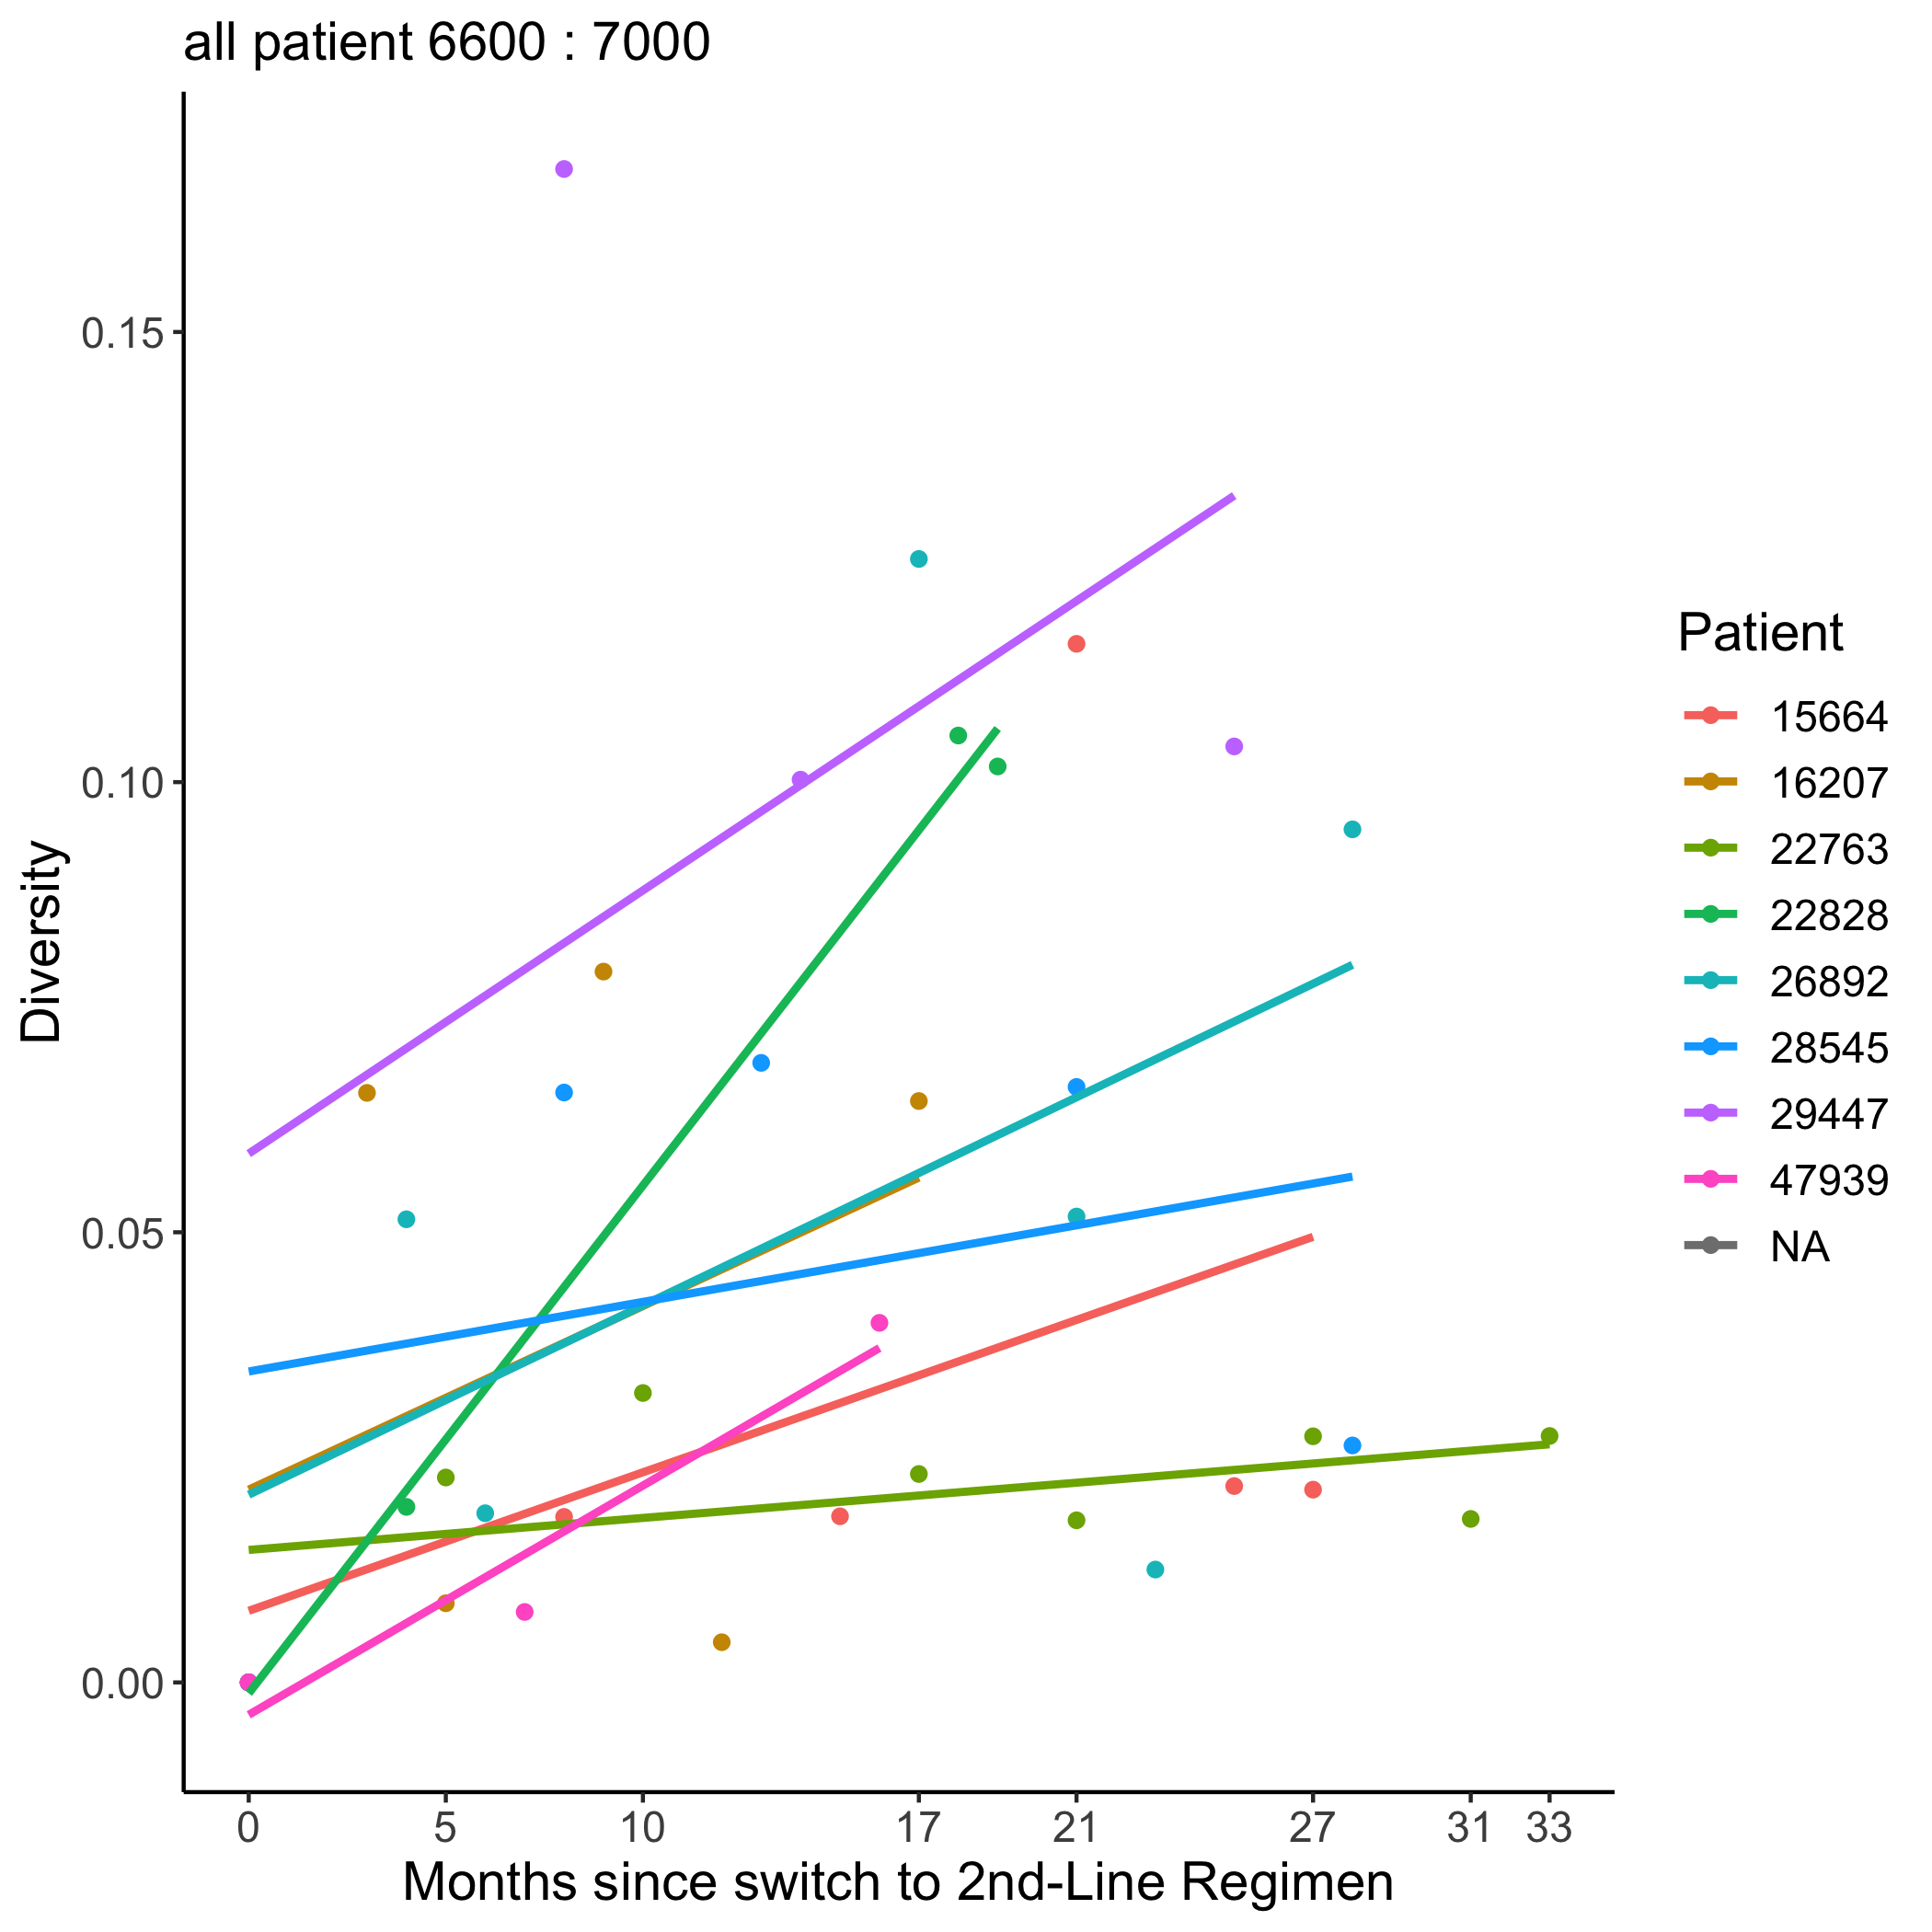 all patient 6600 : 7000
0.15
0.10
0.05
0.00
Diversity
0 5 10 17 21 27 31 33
Months since switch to 2nd-Line Regimen
Patient
15664
16207
22763
22828
26892
28545
29447
47939
NA